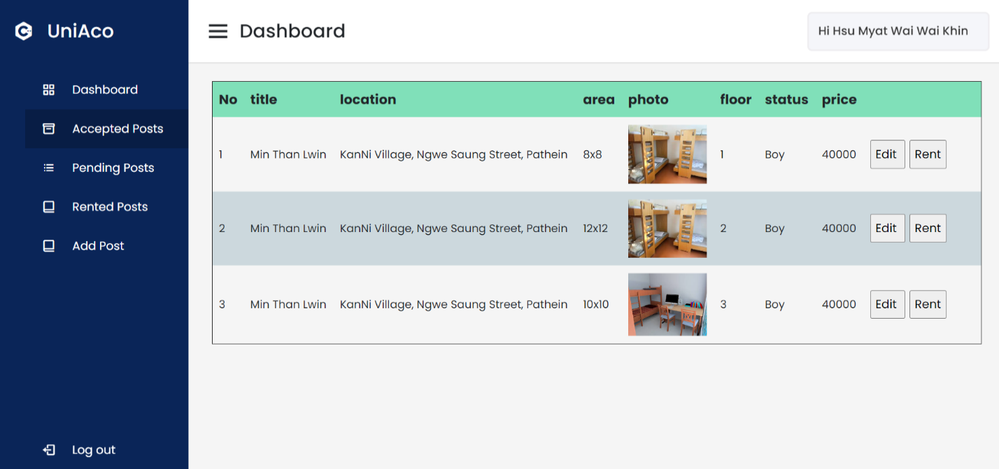 UniAco
Dashboard
Hi Hsu Myat Wai Wai Khin
Dashboard
Accepted Posts
Pending Posts
Rented Posts
Add Post
Log out
No title location area photo floor status price
1 Min Than Lwin KanNi Village, Ngwe Saung Street, Pathein 8x8 1 Boy 40000 Edit Rent
2 Min Than Lwin KanNi Village, Ngwe Saung Street, Pathein 12x12 2 Boy 40000 Edit Rent
3 Min Than Lwin KanNi Village, Ngwe Saung Street, Pathein 10x10 3 Boy 40000 Edit Rent